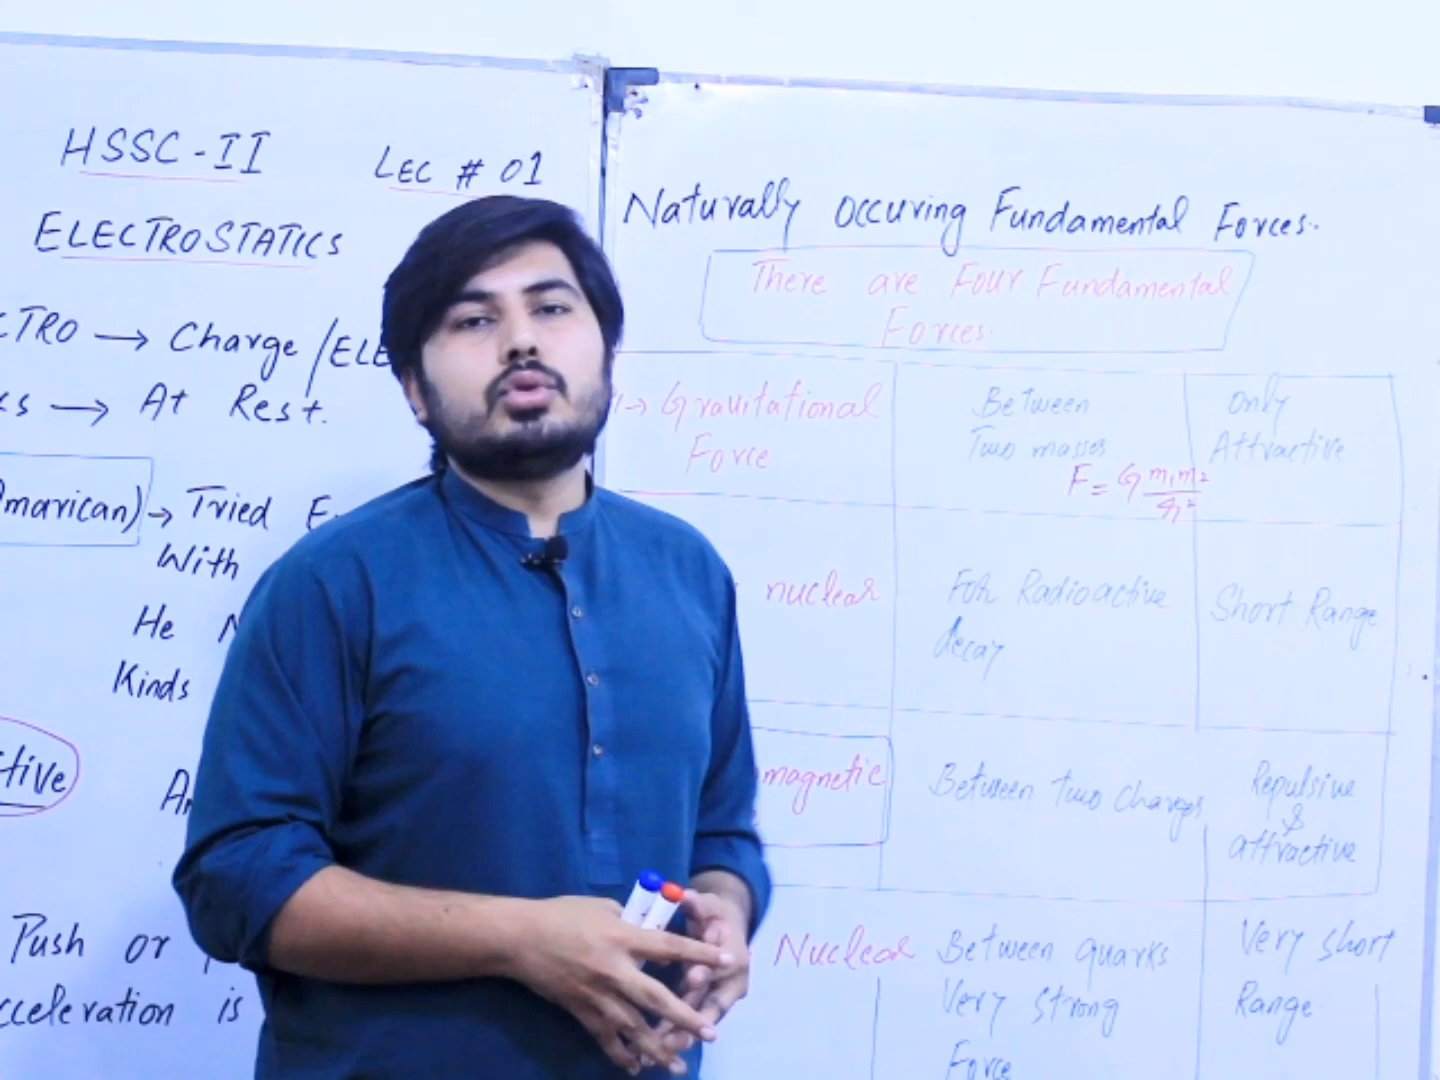 HSSC-II LEC # 01
ELECTROSTATICS
CTRO → Charge / ELE
cs → At Rest.
marican) → Tried E
With
He N
Kinds
tive
Push or
cceleration is
Naturally Occuring Fundamental Forces..
There are Four Fundamental
Forces.
1→ Gravitational
Force
Between
Two masses
F = G m₁m₂/r²
Only
Attractive
nuclear
For Radioactive
decay
Short Range
magnetic
Between two Charges
Repulsive
&
attractive
Nuclear
Between quarks
Very strong
Force
Very short
Range